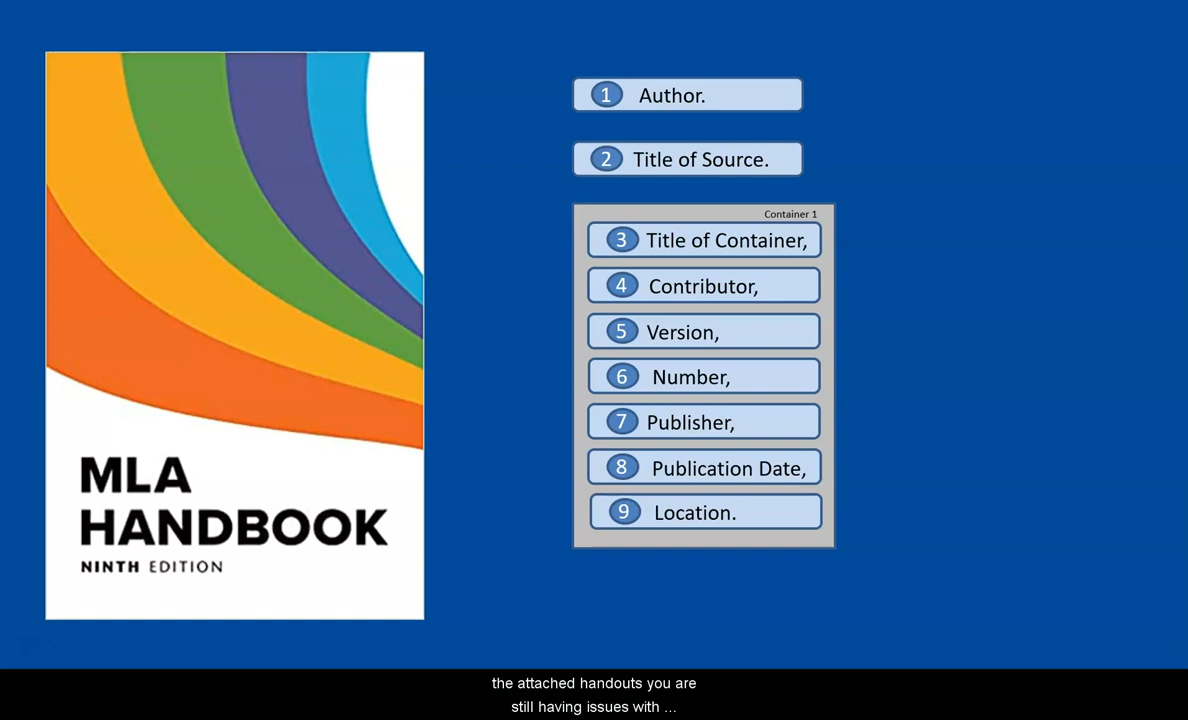 MLA
HANDBOOK
NINTH EDITION
1 Author.
2 Title of Source.
Container 1
3 Title of Container,
4 Contributor,
5 Version,
6 Number,
7 Publisher,
8 Publication Date,
9 Location.
the attached handouts you are
still having issues with ...